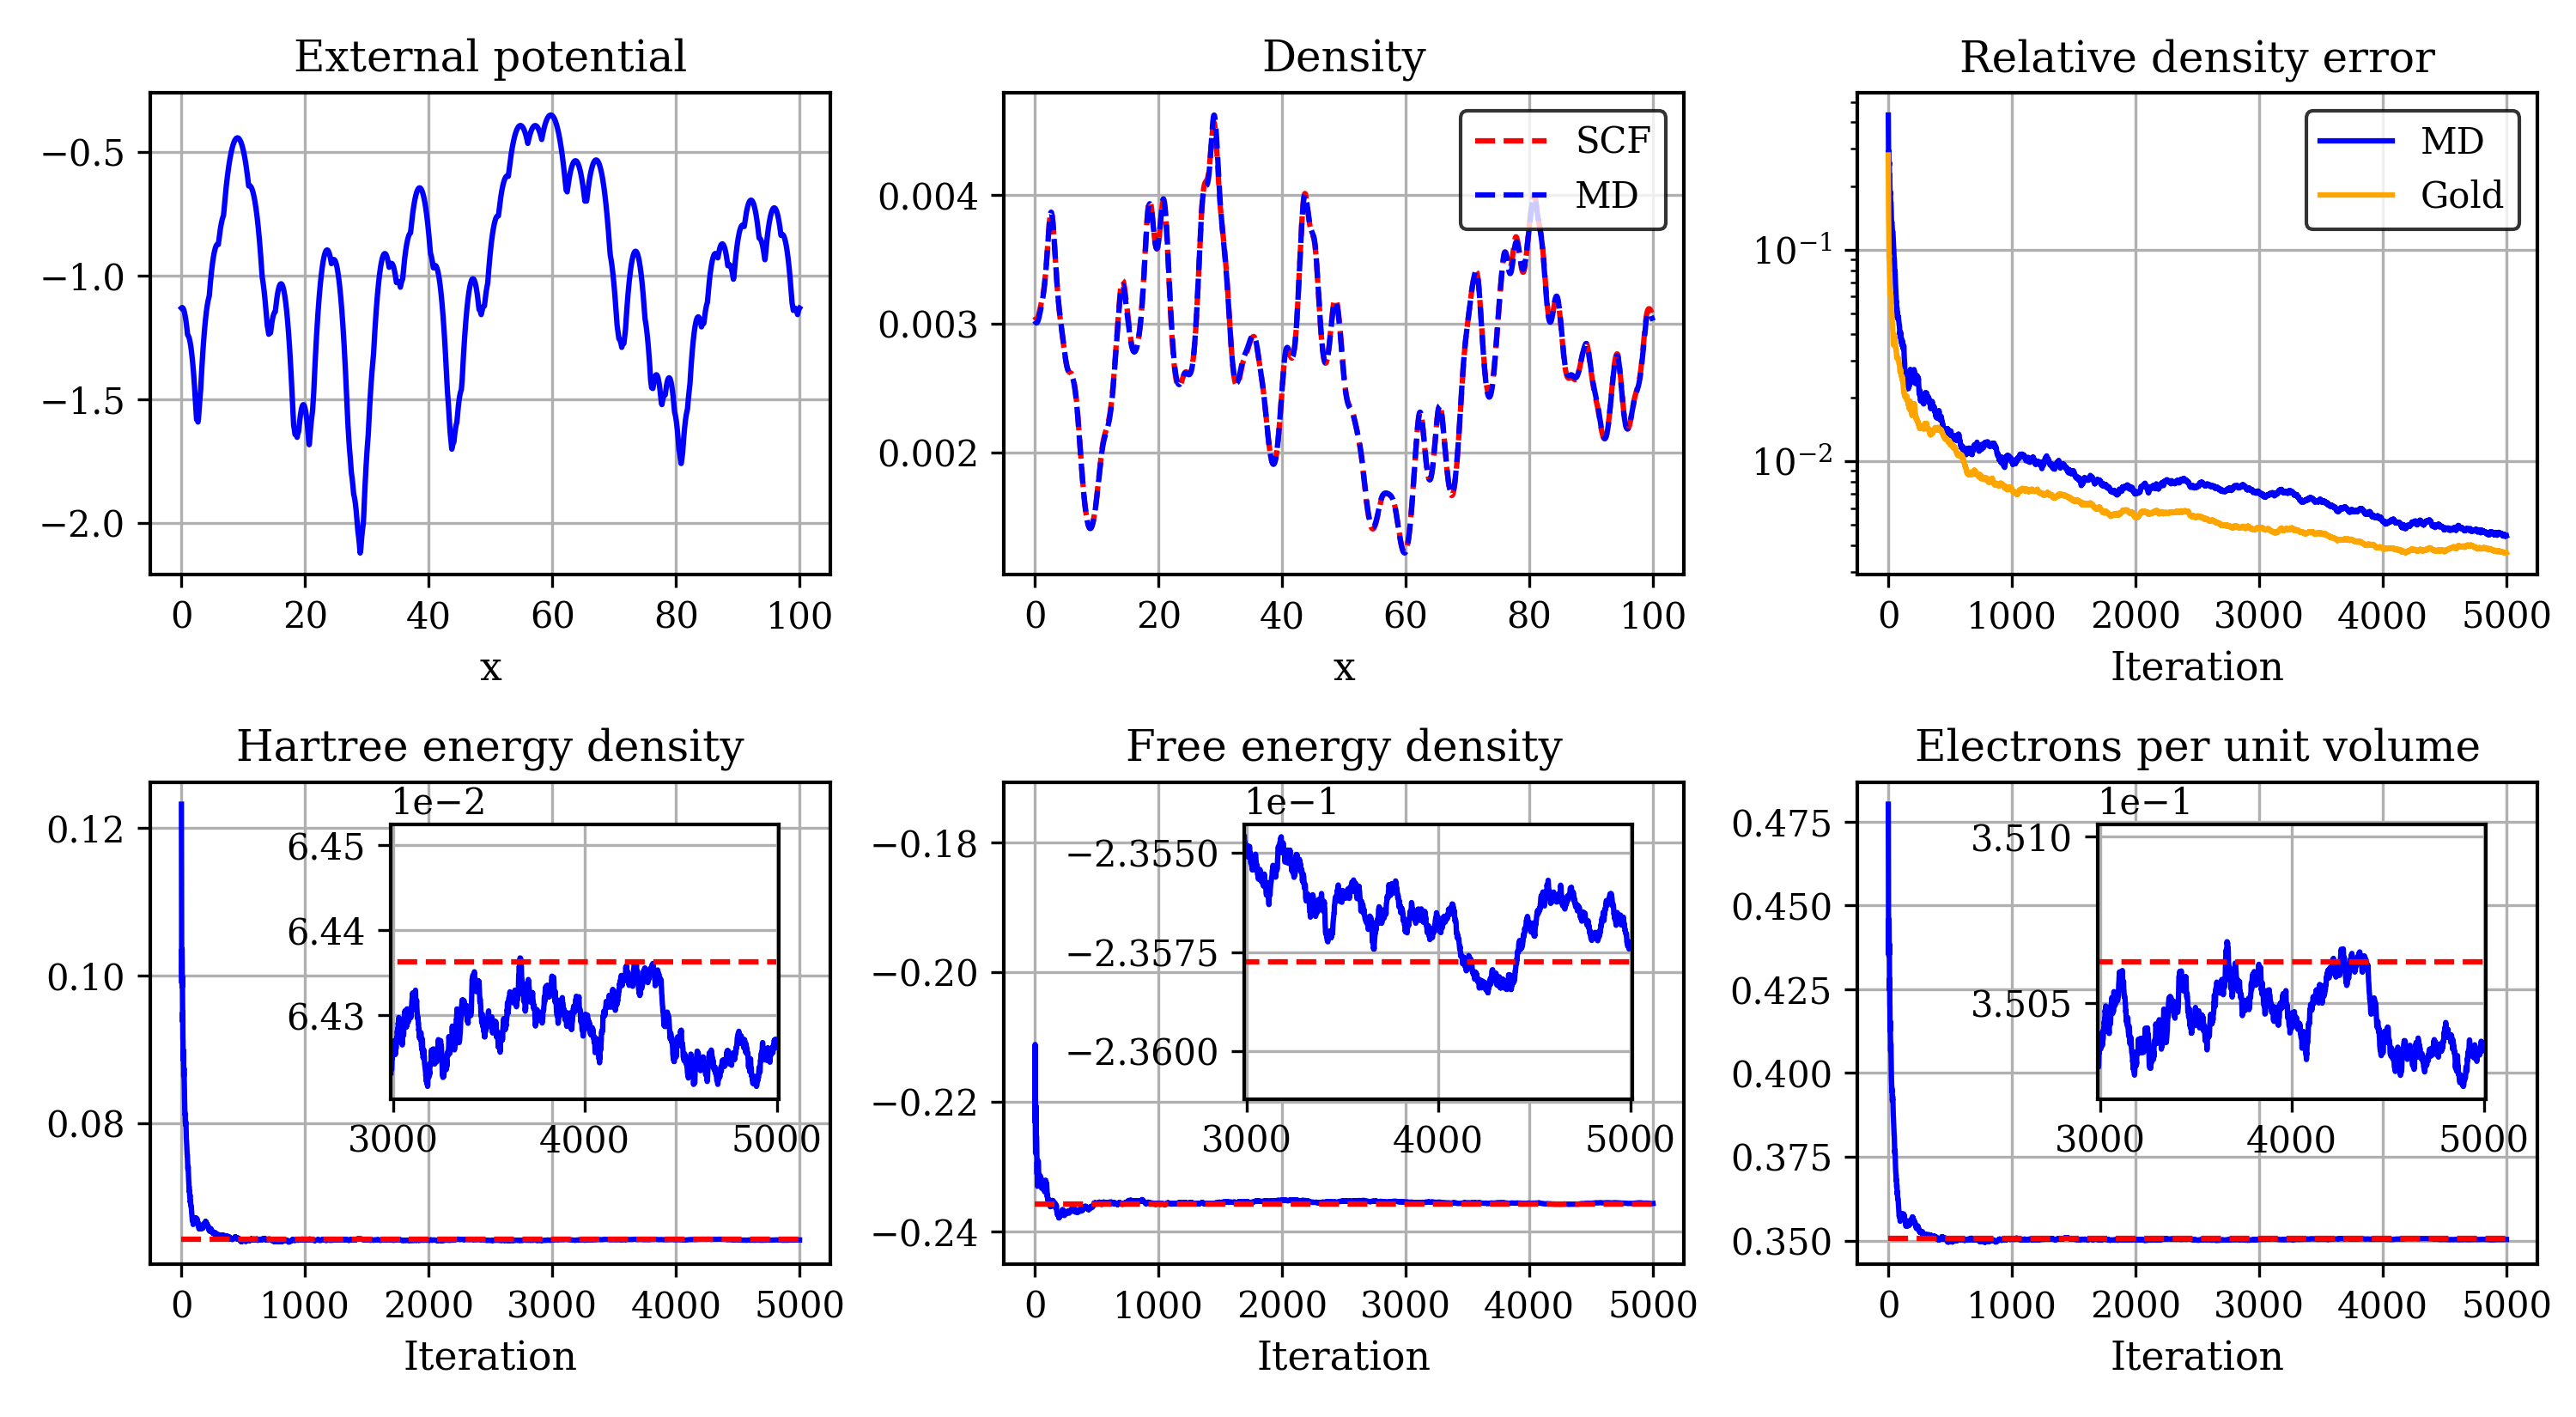 External potential
−0.5
−1.0
−1.5
−2.0
0 20 40 60 80 100
x
Density
SCF
MD
0.004
0.003
0.002
0 20 40 60 80 100
x
Relative density error
MD
Gold
10−1
10−2
0 1000 2000 3000 4000 5000
Iteration
Hartree energy density
0.12
0.10
0.08
1e−2
6.45
6.44
6.43
3000 4000 5000
0 1000 2000 3000 4000 5000
Iteration
Free energy density
−0.18
−0.20
−0.22
−0.24
1e−1
−2.3550
−2.3575
−2.3600
3000 4000 5000
0 1000 2000 3000 4000 5000
Iteration
Electrons per unit volume
0.475
0.450
0.425
0.400
0.375
0.350
1e−1
3.510
3.505
3000 4000 5000
0 1000 2000 3000 4000 5000
Iteration